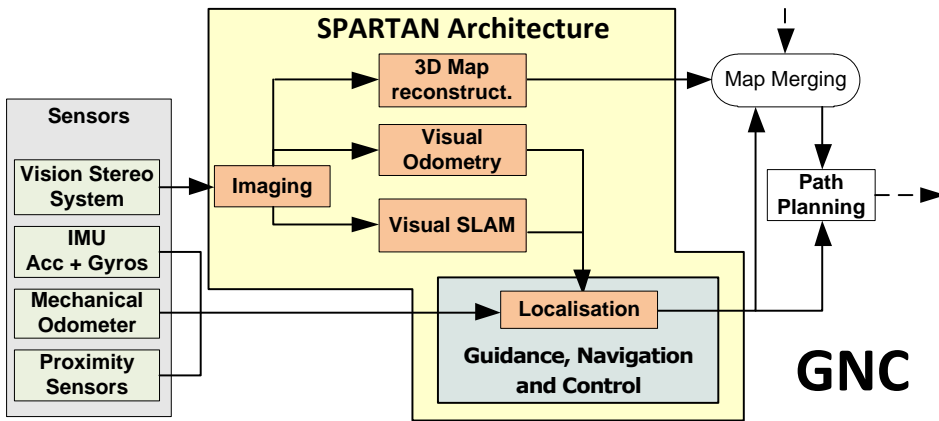 SPARTAN Architecture
3D Map
reconstruct.
Map Merging
Sensors
Visual
Odometry
Vision Stereo
System
Imaging
Path
Planning
Visual SLAM
IMU
Acc + Gyros
Mechanical
Odometer
Localisation
Proximity
Sensors
Guidance, Navigation
and Control
GNC